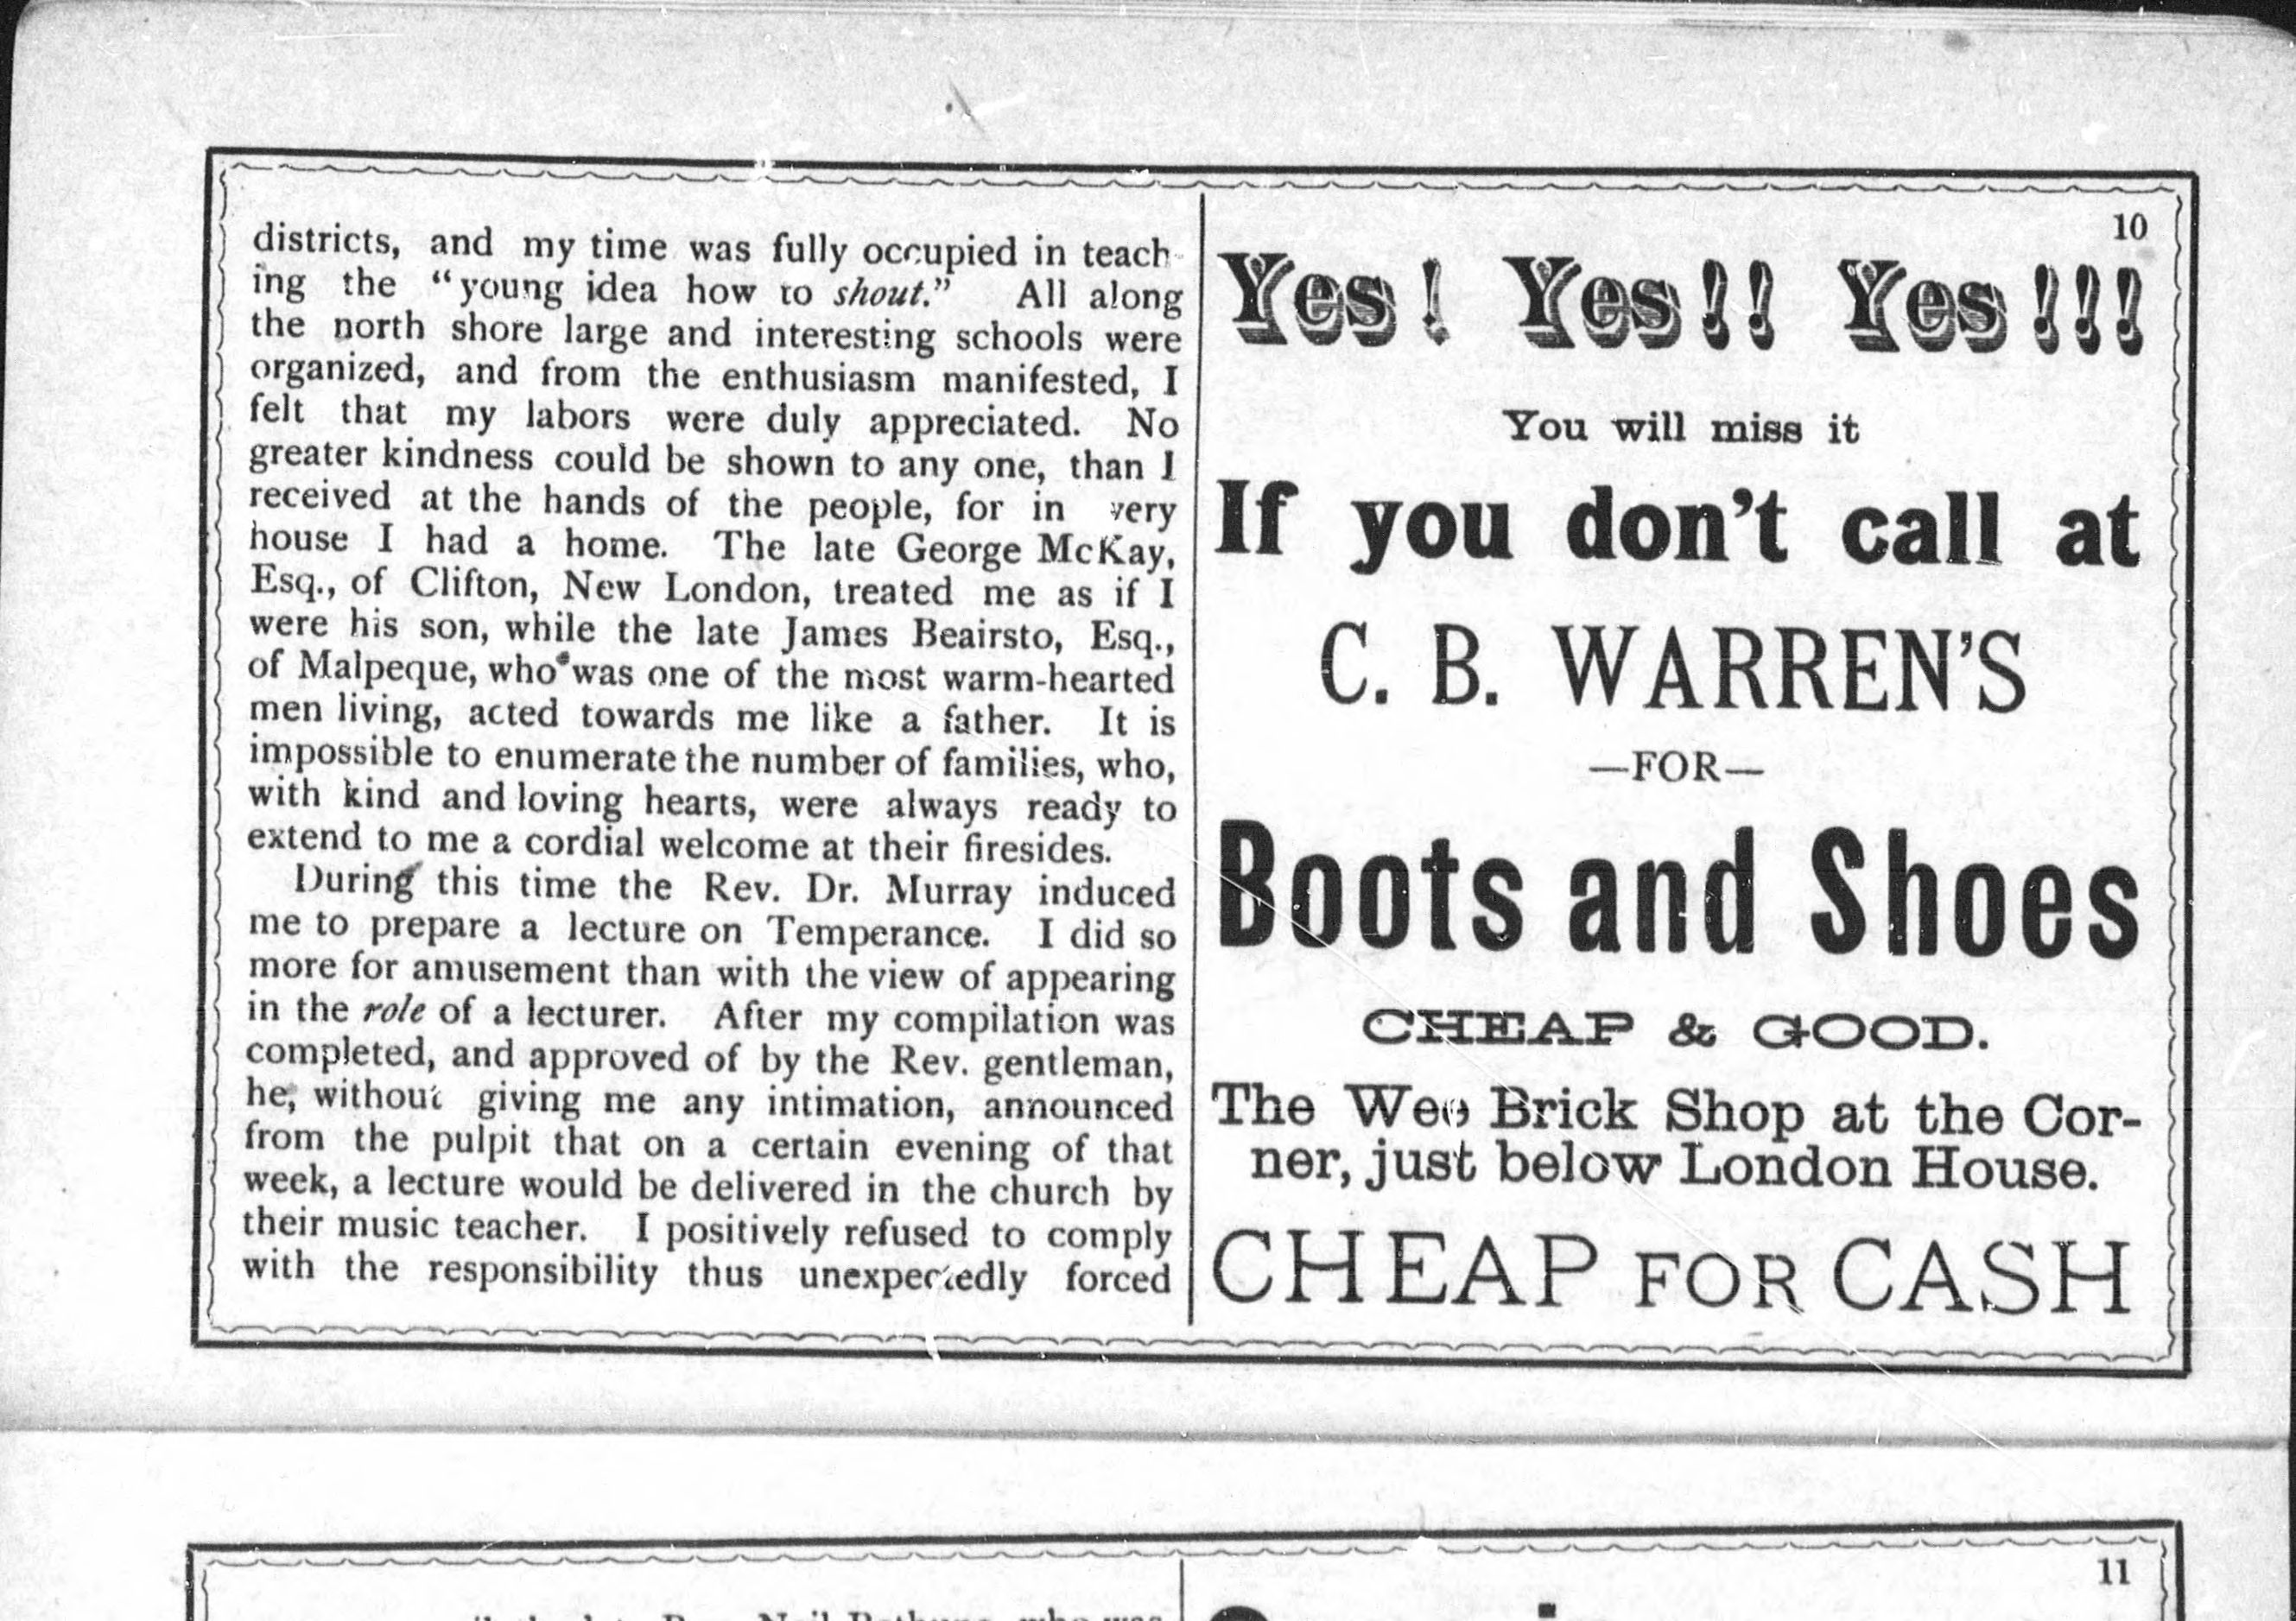 districts, and my time was fully occupied in teach-
ing the "young idea how to shout." All along
the north shore large and interesting schools were
organized, and from the enthusiasm manifested, I
felt that my labors were duly appreciated. No
greater kindness could be shown to any one, than I
received at the hands of the people, for in very
house I had a home. The late George McKay,
Esq., of Clifton, New London, treated me as if I
were his son, while the late James Beairsto, Esq.,
of Malpeque, who was one of the most warm-hearted
men living, acted towards me like a father. It is
impossible to enumerate the number of families, who,
with kind and loving hearts, were always ready to
extend to me a cordial welcome at their firesides.
During this time the Rev. Dr. Murray induced
me to prepare a lecture on Temperance. I did so
more for amusement than with the view of appearing
in the role of a lecturer. After my compilation was
completed, and approved of by the Rev. gentleman,
he, without giving me any intimation, announced
from the pulpit that on a certain evening of that
week, a lecture would be delivered in the church by
their music teacher. I positively refused to comply
with the responsibility thus unexpectedly forced
10
Yes! Yes!! Yes!!!
You will miss it
If you don't call at
C. B. WARREN'S
—FOR—
Boots and Shoes
CHEAP & GOOD.
The Wee Brick Shop at the Cor-
ner, just below London House.
CHEAP FOR CASH
11